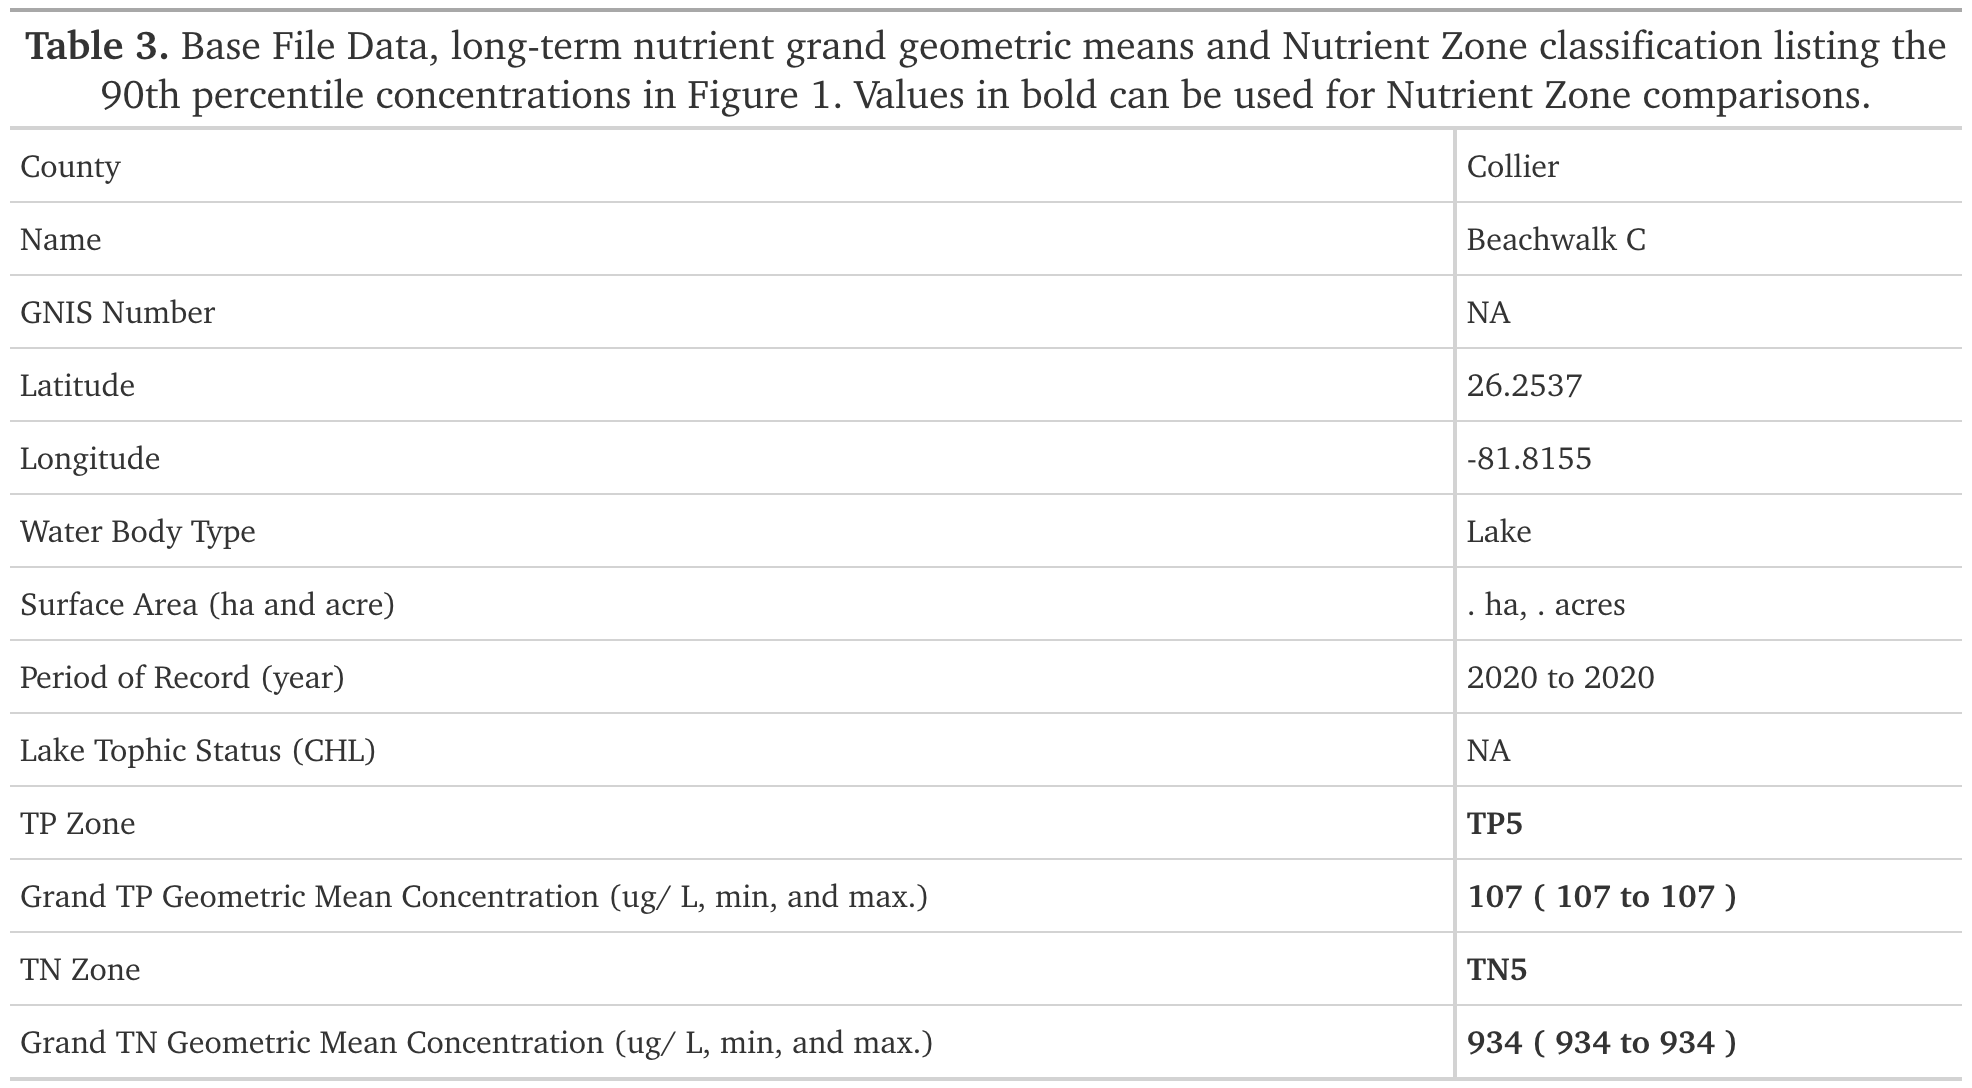 Table 3. Base File Data, long-term nutrient grand geometric means and Nutrient Zone classification listing the
90th percentile concentrations in Figure 1. Values in bold can be used for Nutrient Zone comparisons.
County Collier
Name Beachwalk C
GNIS Number NA
Latitude 26.2537
Longitude -81.8155
Water Body Type Lake
Surface Area (ha and acre) . ha, . acres
Period of Record (year) 2020 to 2020
Lake Tophic Status (CHL) NA
TP Zone TP5
Grand TP Geometric Mean Concentration (ug/ L, min, and max.) 107 ( 107 to 107 )
TN Zone TN5
Grand TN Geometric Mean Concentration (ug/ L, min, and max.) 934 ( 934 to 934 )